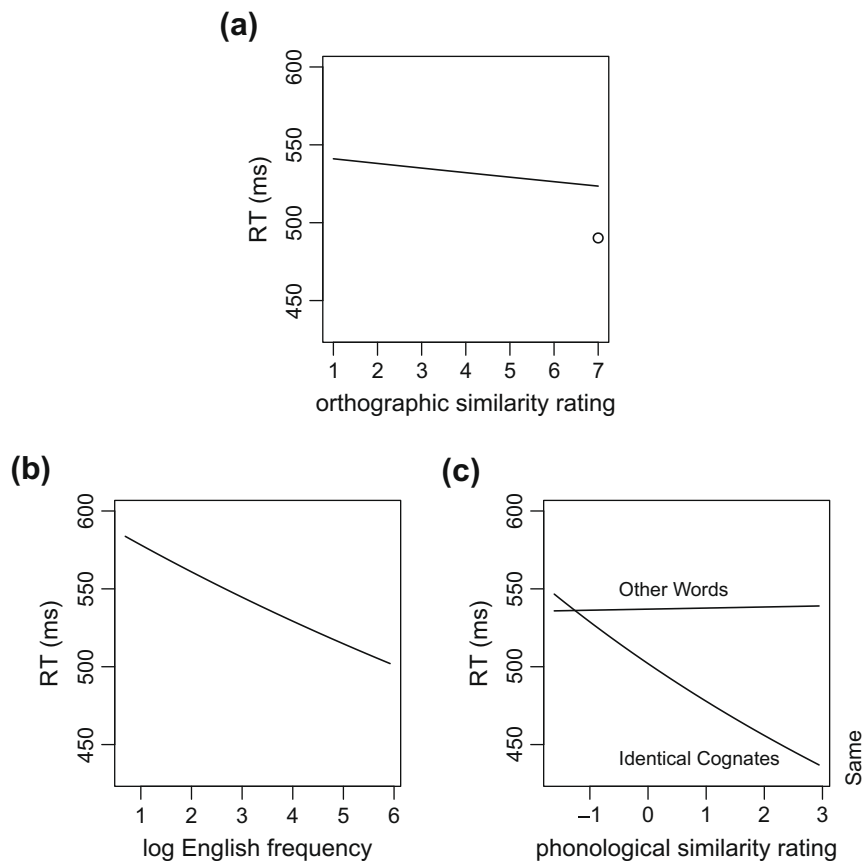 (a)
600
550
500
450
RT (ms)
1 2 3 4 5 6 7
orthographic similarity rating
(b)
600
550
500
450
RT (ms)
1 2 3 4 5 6
log English frequency
(c)
600
550
500
450
RT (ms)
Other Words
Identical Cognates
–1 0 1 2 3
phonological similarity rating
Same